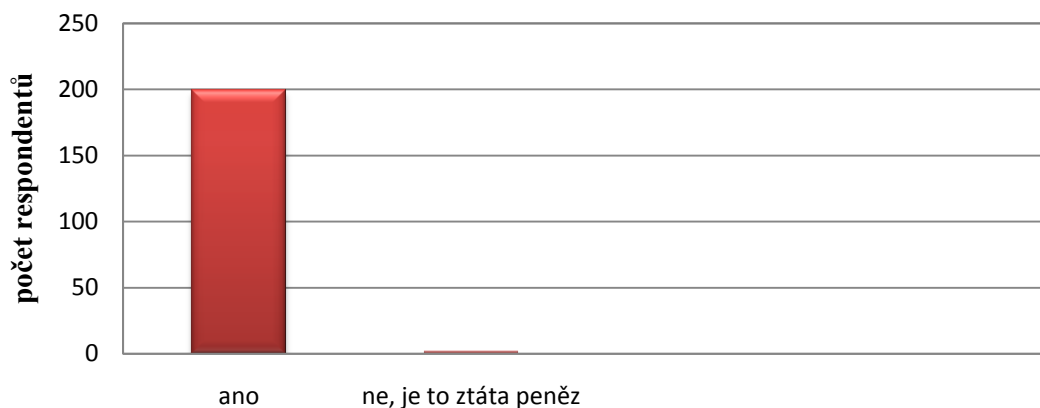 250
200
150
100
50
0
počet respondentů
ano
ne, je to ztáta peněz